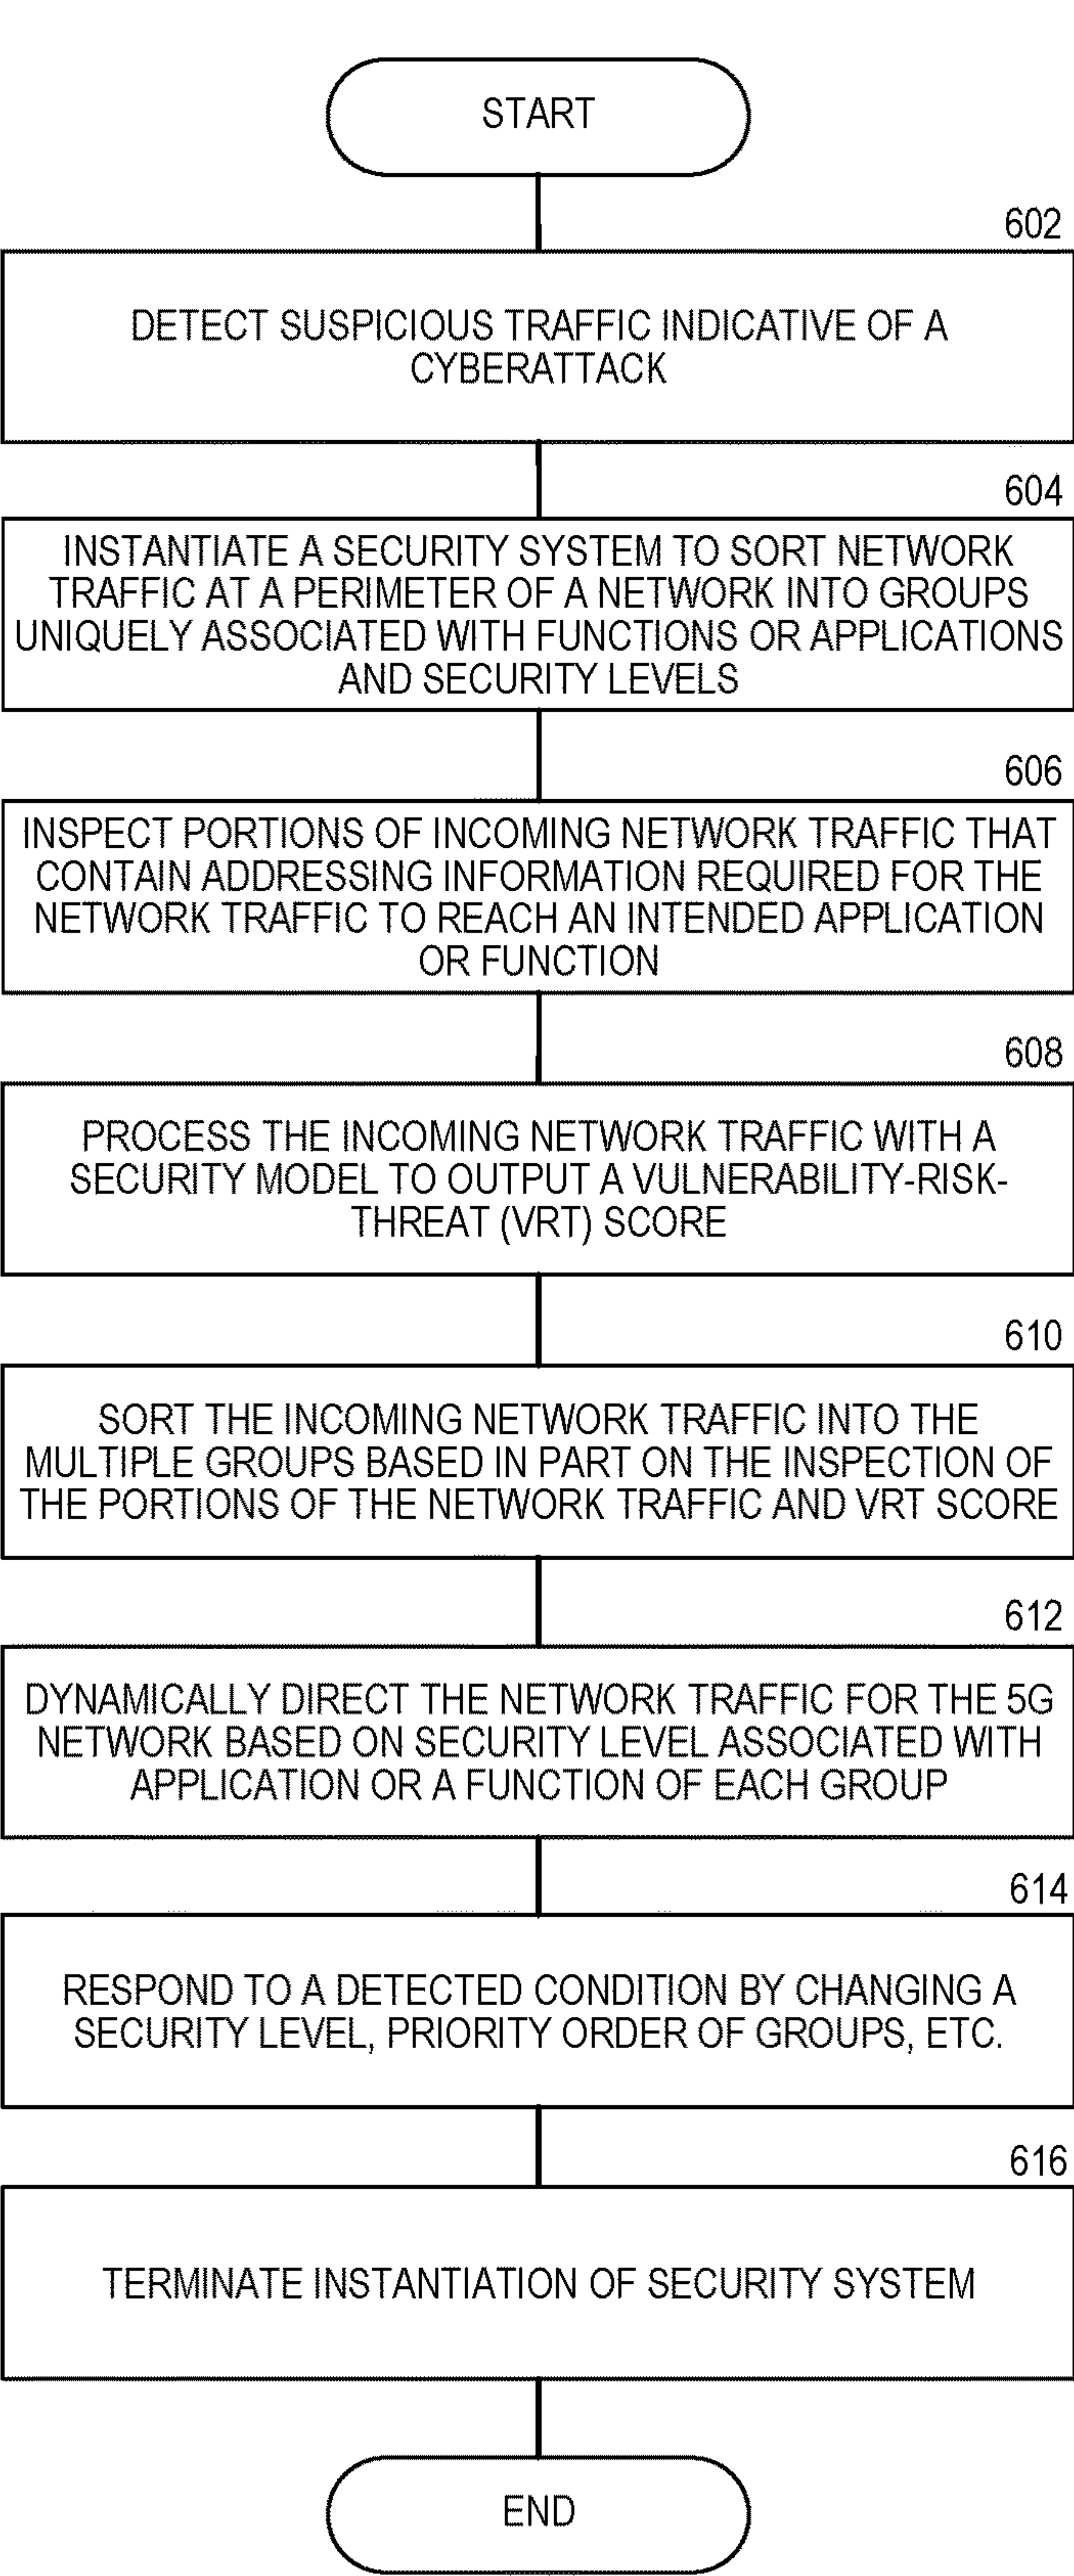 START
602
DETECT SUSPICIOUS TRAFFIC INDICATIVE OF A
CYBERATTACK
604
INSTANTIATE A SECURITY SYSTEM TO SORT NETWORK
TRAFFIC AT A PERIMETER OF A NETWORK INTO GROUPS
UNIQUELY ASSOCIATED WITH FUNCTIONS OR APPLICATIONS
AND SECURITY LEVELS
606
INSPECT PORTIONS OF INCOMING NETWORK TRAFFIC THAT
CONTAIN ADDRESSING INFORMATION REQUIRED FOR THE
NETWORK TRAFFIC TO REACH AN INTENDED APPLICATION
OR FUNCTION
608
PROCESS THE INCOMING NETWORK TRAFFIC WITH A
SECURITY MODEL TO OUTPUT A VULNERABILITY-RISK-
THREAT (VRT) SCORE
610
SORT THE INCOMING NETWORK TRAFFIC INTO THE
MULTIPLE GROUPS BASED IN PART ON THE INSPECTION OF
THE PORTIONS OF THE NETWORK TRAFFIC AND VRT SCORE
612
DYNAMICALLY DIRECT THE NETWORK TRAFFIC FOR THE 5G
NETWORK BASED ON SECURITY LEVEL ASSOCIATED WITH
APPLICATION OR A FUNCTION OF EACH GROUP
614
RESPOND TO A DETECTED CONDITION BY CHANGING A
SECURITY LEVEL, PRIORITY ORDER OF GROUPS, ETC.
616
TERMINATE INSTANTIATION OF SECURITY SYSTEM
END